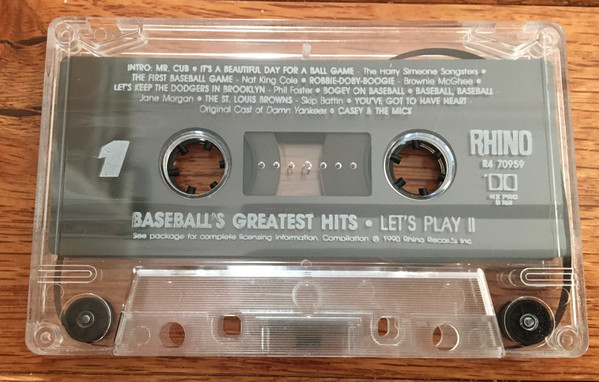 INTRO: MR. CUB • IT'S A BEAUTIFUL DAY FOR A BALL GAME - The Harry Simeone Songsters •
THE FIRST BASEBALL GAME - Nat King Cole • ROBBIE-DOBY-BOOGIE - Brownie McGhee •
LET'S KEEP THE DODGERS IN BROOKLYN - Phil Foster • BOGEY ON BASEBALL • BASEBALL, BASEBALL -
Jane Morgan • THE ST. LOUIS BROWNS - Skip Battin • YOU'VE GOT TO HAVE HEART -
Original Cast of Damn Yankees • CASEY & THE MICK
1
RHINO
R4 70959
HX PRO
BASEBALL'S GREATEST HITS • LET'S PLAY II
See package for complete licensing information. Compilation ℗ 1990 Rhino Records Inc.